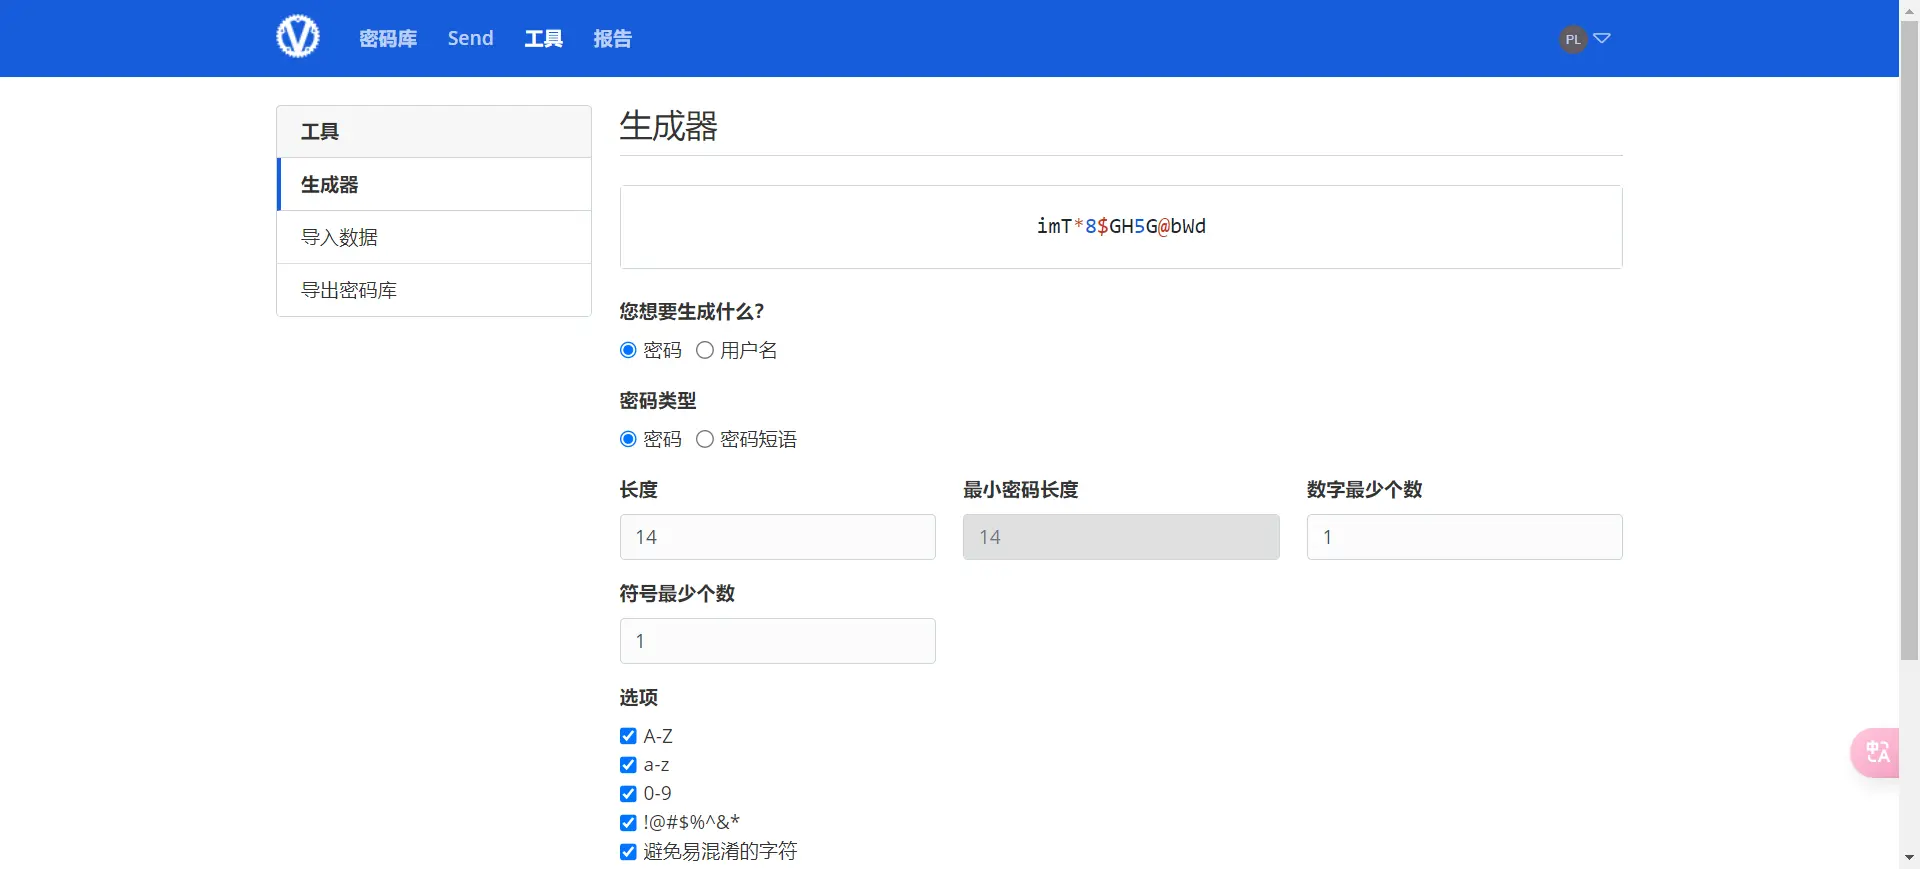 密码库 Send 工具 报告
PL
工具
生成器
导入数据
导出密码库
生成器
imT*8$GH5G@bWd
您想要生成什么?
密码 用户名
密码类型
密码 密码短语
长度 最小密码长度 数字最少个数
14 14 1
符号最少个数
1
选项
A-Z
a-z
0-9
!@#$%^&*
避免易混淆的字符
中A